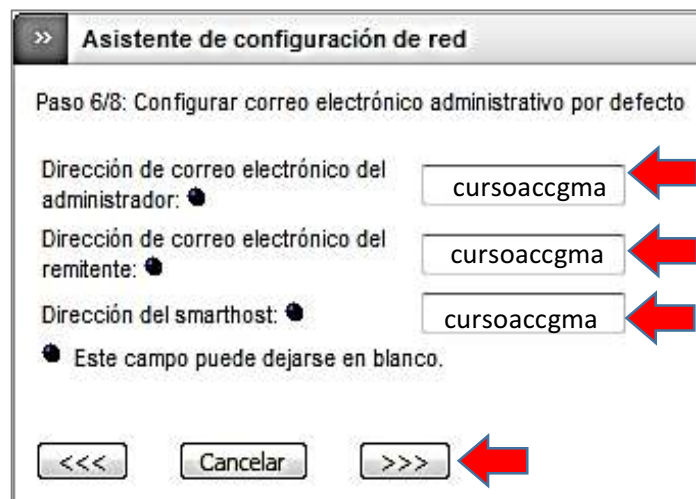 >> Asistente de configuración de red
Paso 6/8: Configurar correo electrónico administrativo por defecto
Dirección de correo electrónico del
administrador:
cursoaccgma
Dirección de correo electrónico del
remitente:
cursoaccgma
Dirección del smarthost:
cursoaccgma
Este campo puede dejarse en blanco.
<<< Cancelar >>>